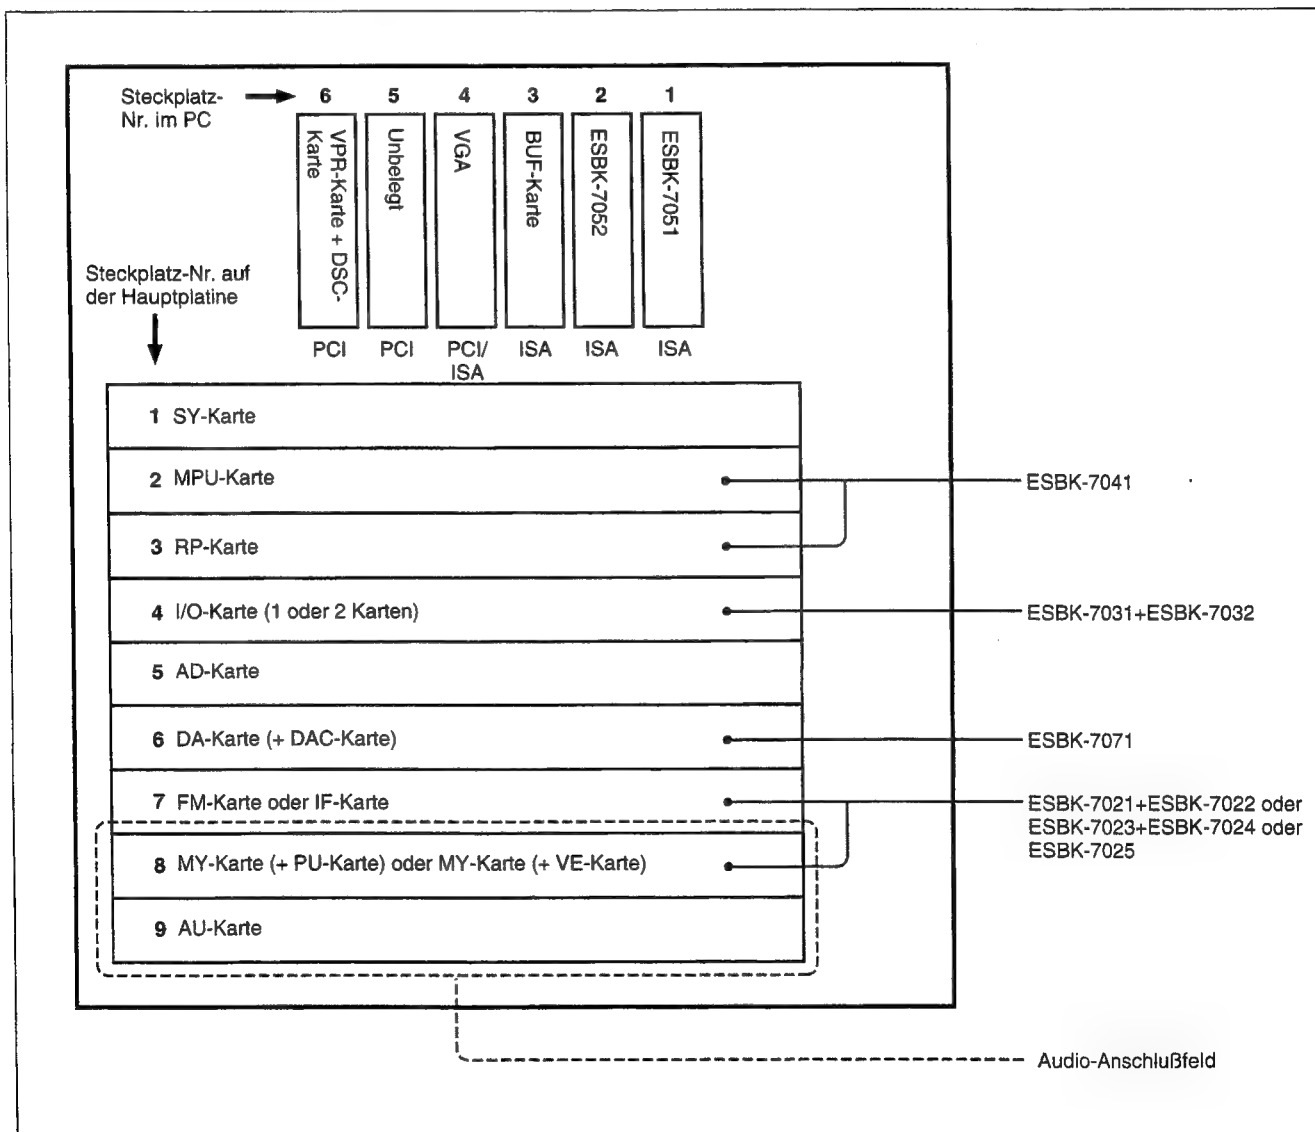 Steckplatz-
Nr. im PC
6 5 4 3 2 1
VPR-Karte + DSC-
Karte
Unbelegt
VGA
BUF-Karte
ESBK-7052
ESBK-7051
PCI PCI PCI/
ISA ISA ISA ISA
Steckplatz-Nr. auf
der Hauptplatine
1 SY-Karte
2 MPU-Karte
ESBK-7041
3 RP-Karte
4 I/O-Karte (1 oder 2 Karten)
ESBK-7031+ESBK-7032
5 AD-Karte
6 DA-Karte (+ DAC-Karte)
ESBK-7071
7 FM-Karte oder IF-Karte
ESBK-7021+ESBK-7022 oder
ESBK-7023+ESBK-7024 oder
ESBK-7025
8 MY-Karte (+ PU-Karte) oder MY-Karte (+ VE-Karte)
9 AU-Karte
Audio-Anschlußfeld